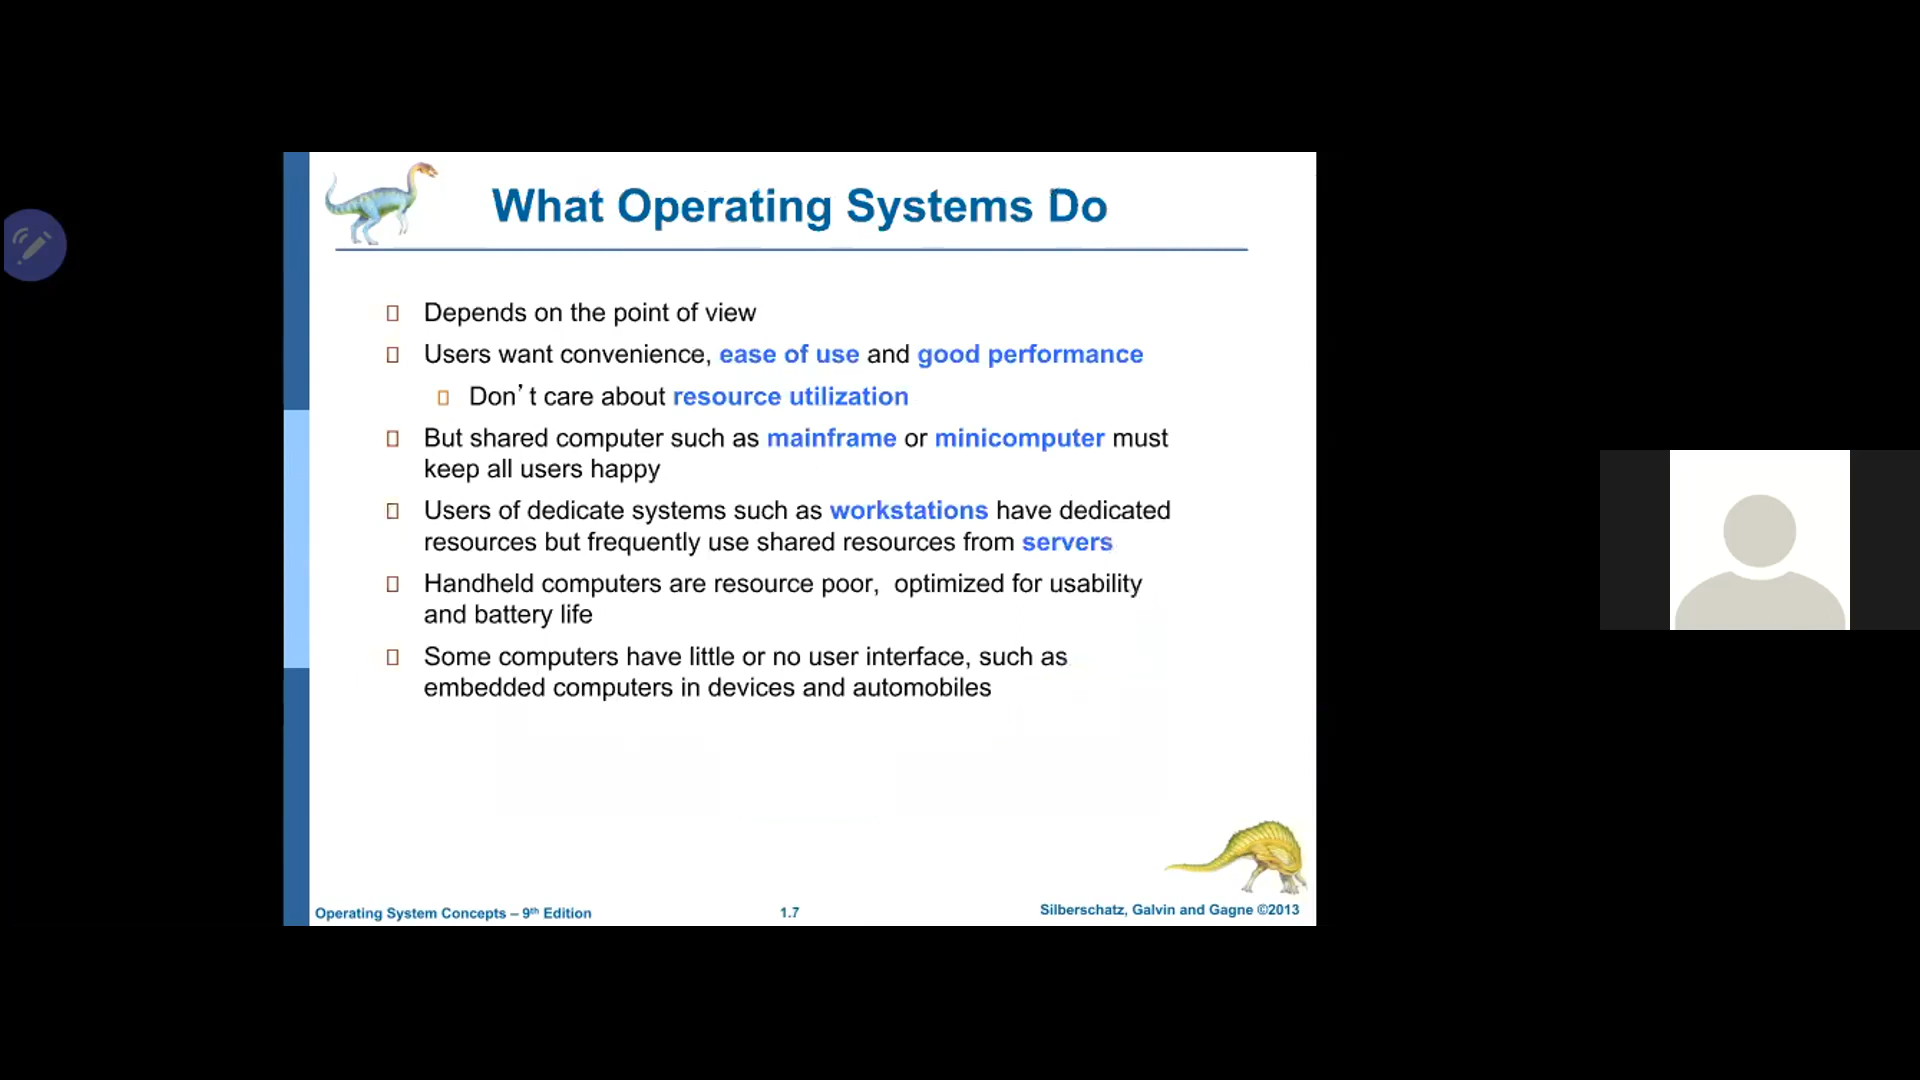 What Operating Systems Do
Depends on the point of view
Users want convenience, ease of use and good performance
Don’t care about resource utilization
But shared computer such as mainframe or minicomputer must
keep all users happy
Users of dedicate systems such as workstations have dedicated
resources but frequently use shared resources from servers
Handheld computers are resource poor, optimized for usability
and battery life
Some computers have little or no user interface, such as
embedded computers in devices and automobiles
Operating System Concepts – 9th Edition
1.7
Silberschatz, Galvin and Gagne ©2013